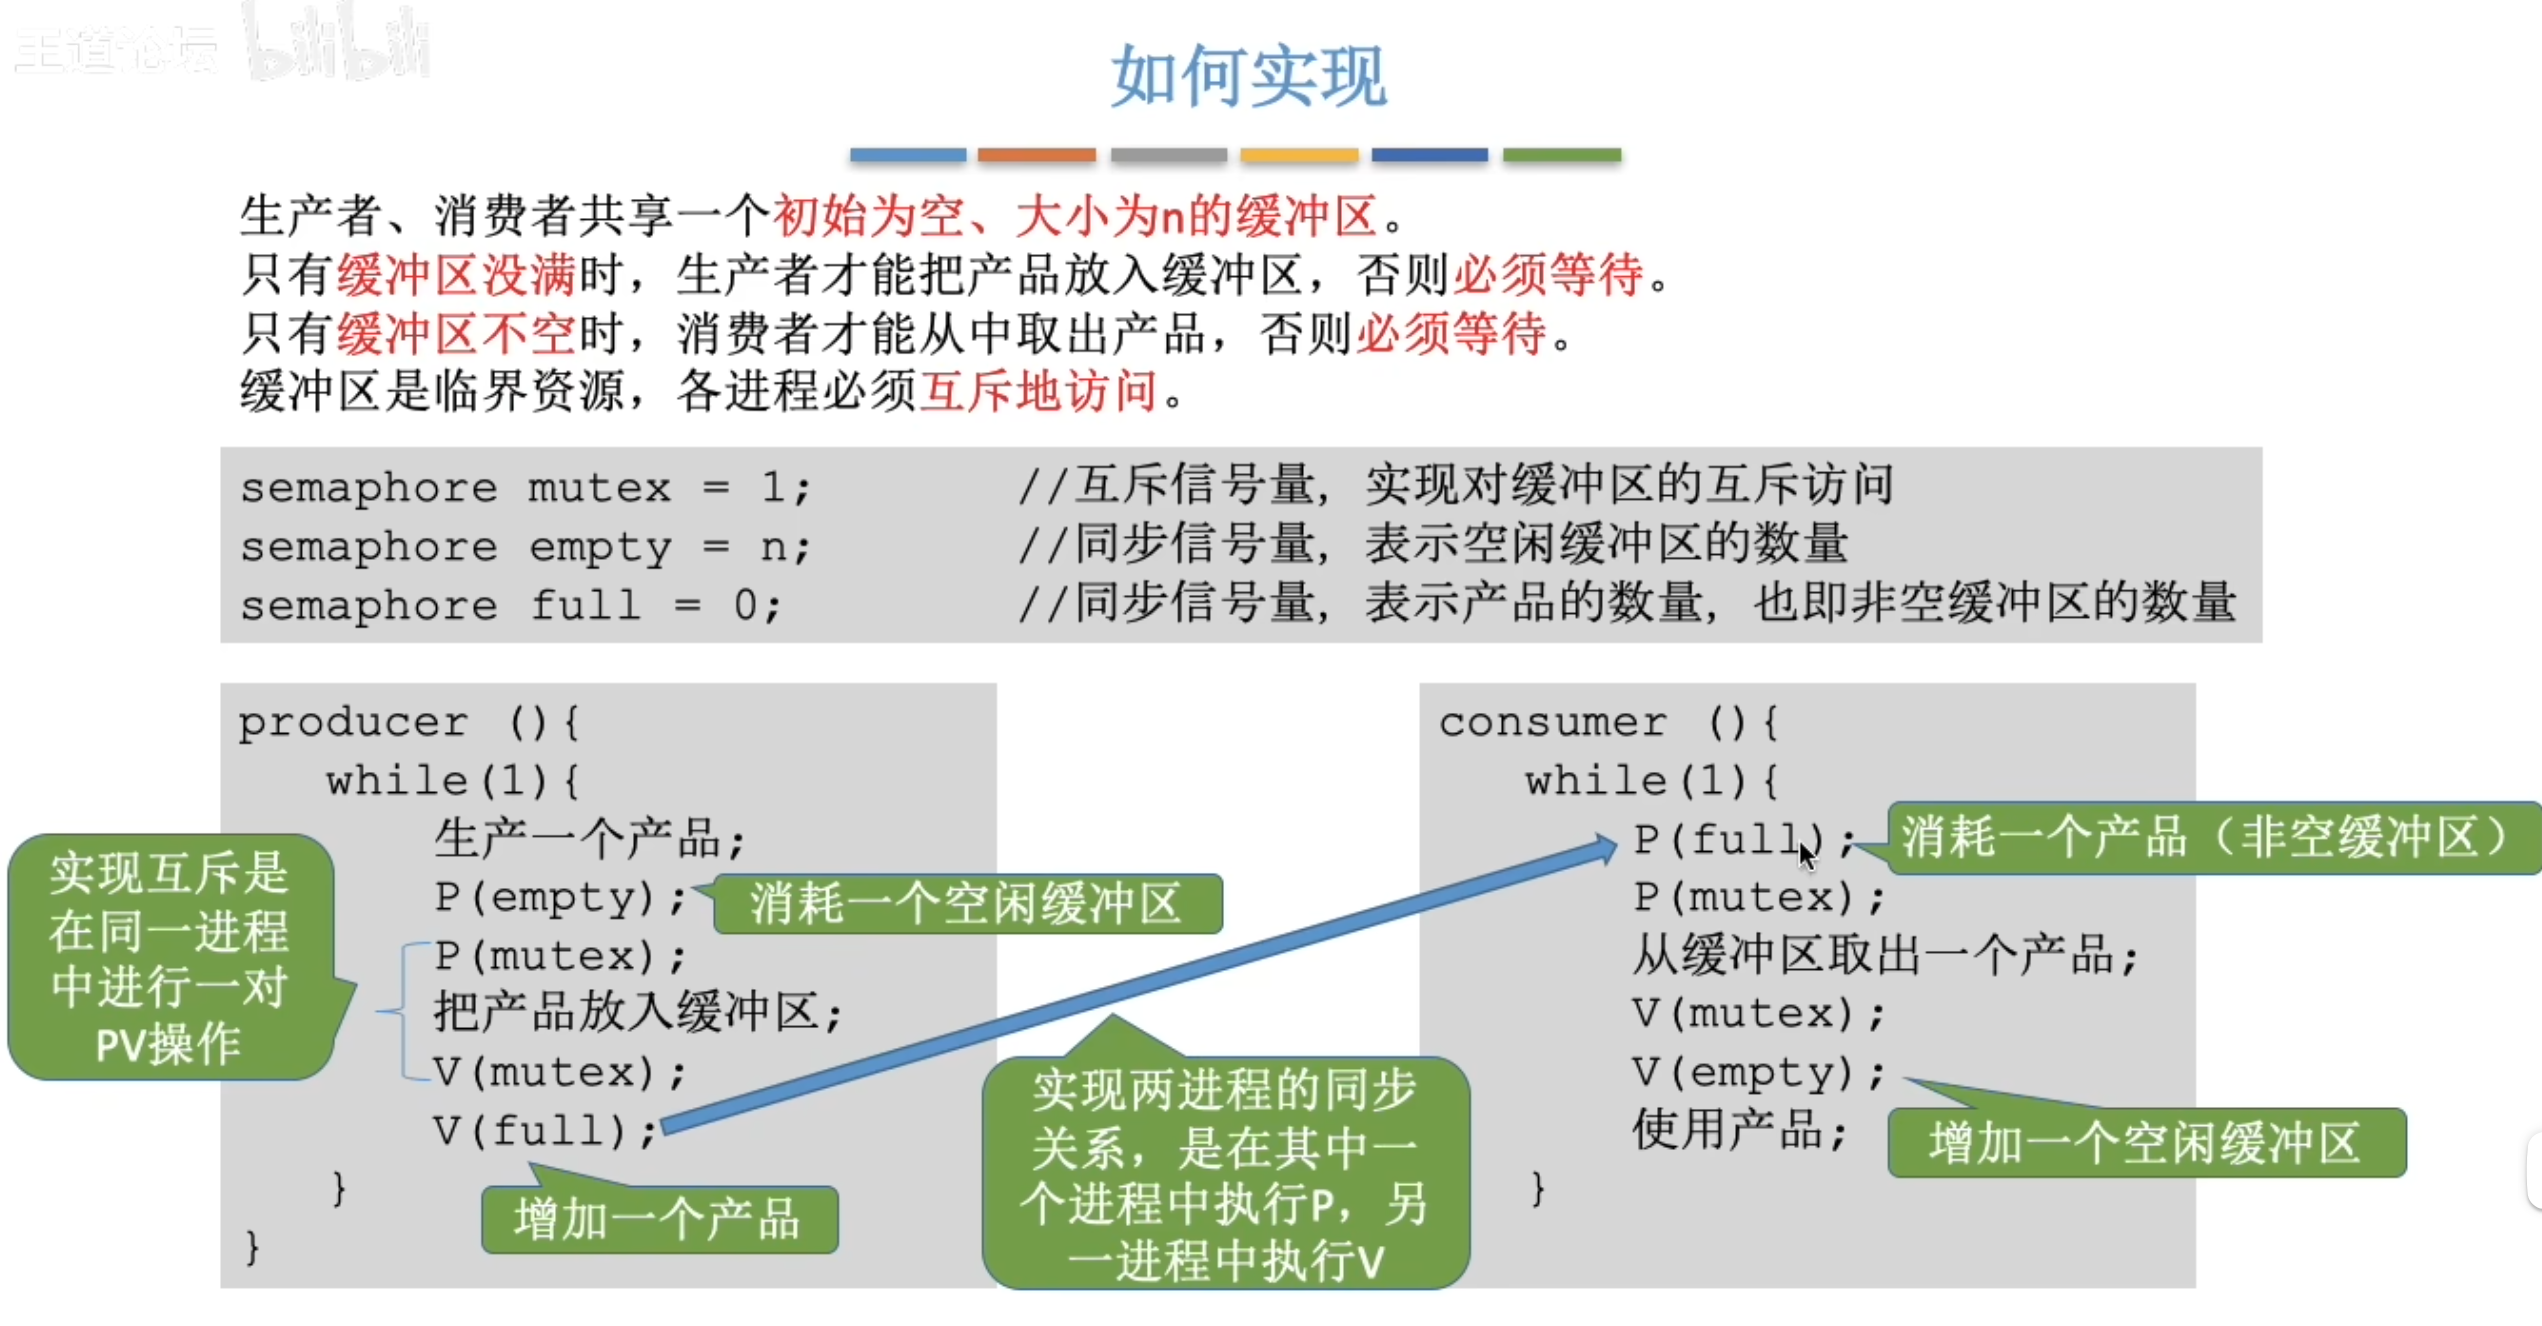 王道论坛 bilibili
如何实现
生产者、消费者共享一个初始为空、大小为n的缓冲区。
只有缓冲区没满时，生产者才能把产品放入缓冲区，否则必须等待。
只有缓冲区不空时，消费者才能从中取出产品，否则必须等待。
缓冲区是临界资源，各进程必须互斥地访问。
semaphore mutex = 1; //互斥信号量, 实现对缓冲区的互斥访问
semaphore empty = n; //同步信号量, 表示空闲缓冲区的数量
semaphore full = 0; //同步信号量, 表示产品的数量, 也即非空缓冲区的数量
producer (){
while(1){
生产一个产品;
P(empty);
P(mutex);
把产品放入缓冲区;
V(mutex);
V(full);
}
}
实现互斥是
在同一进程
中进行一对
PV操作
消耗一个空闲缓冲区
增加一个产品
实现两进程的同步
关系，是在其中一
个进程中执行P，另
一进程中执行V
consumer (){
while(1){
P(full);
P(mutex);
从缓冲区取出一个产品;
V(mutex);
V(empty);
使用产品;
}
消耗一个产品（非空缓冲区）
增加一个空闲缓冲区